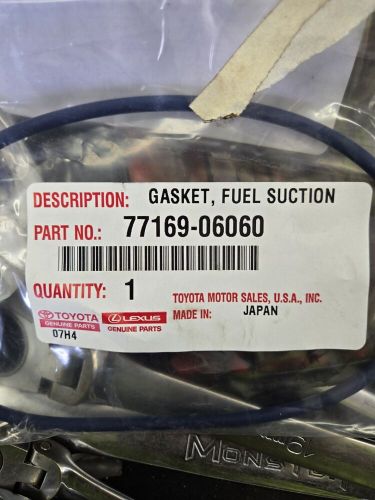 DESCRIPTION: GASKET, FUEL SUCTION
PART NO.: 77169-06060
QUANTITY: 1
TOYOTA MOTOR SALES, U.S.A., INC.
TOYOTA GENUINE PARTS LEXUS GENUINE PARTS MADE IN: JAPAN
07H4
19mm